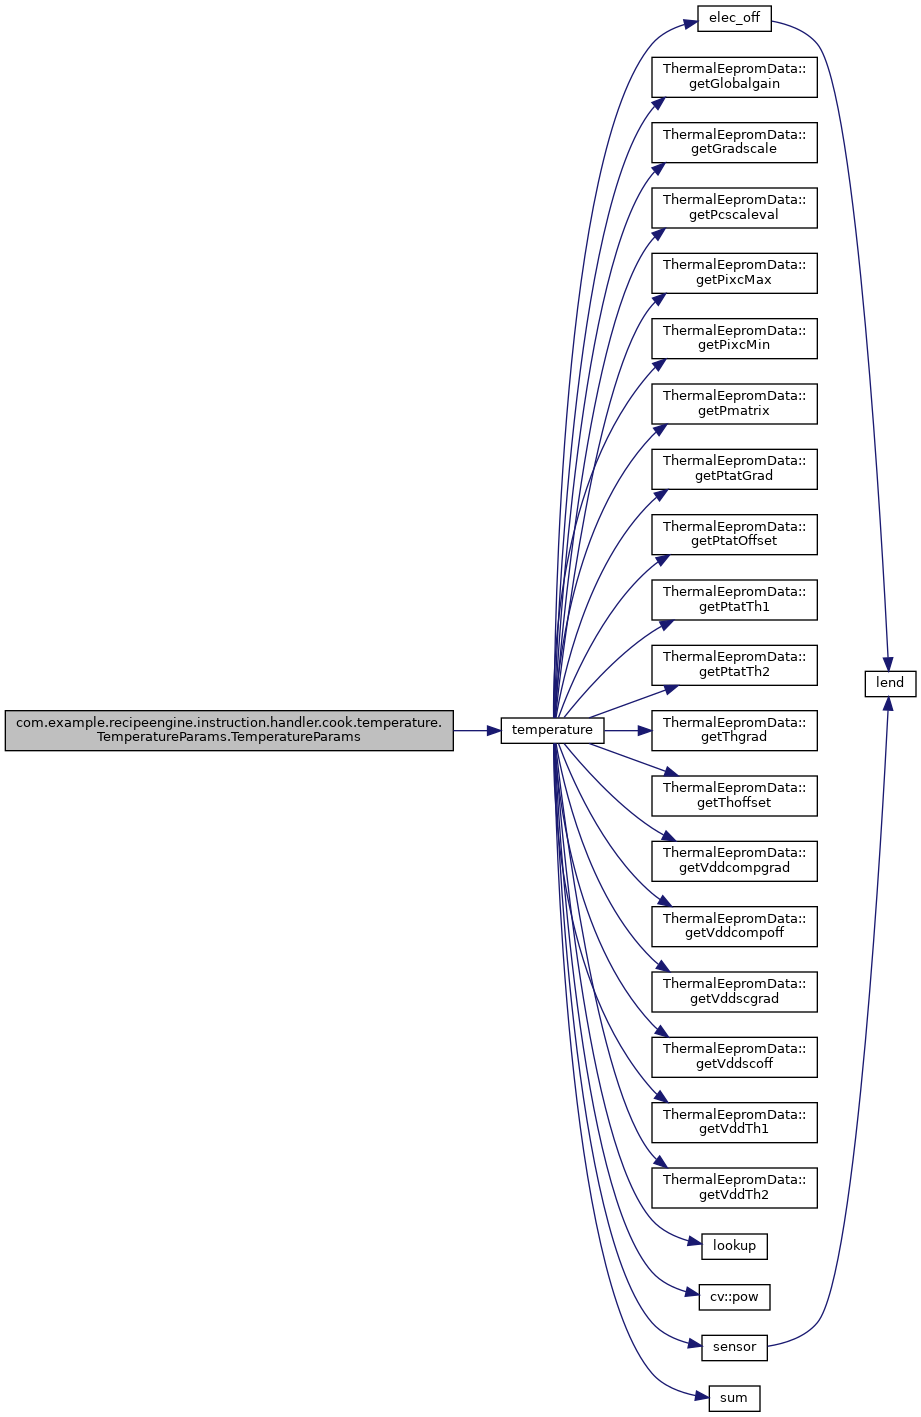 elec_off
ThermalEepromData::
getGlobalgain
ThermalEepromData::
getGradscale
ThermalEepromData::
getPcscaleval
ThermalEepromData::
getPixcMax
ThermalEepromData::
getPixcMin
ThermalEepromData::
getPmatrix
ThermalEepromData::
getPtatGrad
ThermalEepromData::
getPtatOffset
ThermalEepromData::
getPtatTh1
ThermalEepromData::
getPtatTh2
lend
com.example.recipeengine.instruction.handler.cook.temperature.
TemperatureParams.TemperatureParams
temperature
ThermalEepromData::
getThgrad
ThermalEepromData::
getThoffset
ThermalEepromData::
getVddcompgrad
ThermalEepromData::
getVddcompoff
ThermalEepromData::
getVddscgrad
ThermalEepromData::
getVddscoff
ThermalEepromData::
getVddTh1
ThermalEepromData::
getVddTh2
lookup
cv::pow
sensor
sum